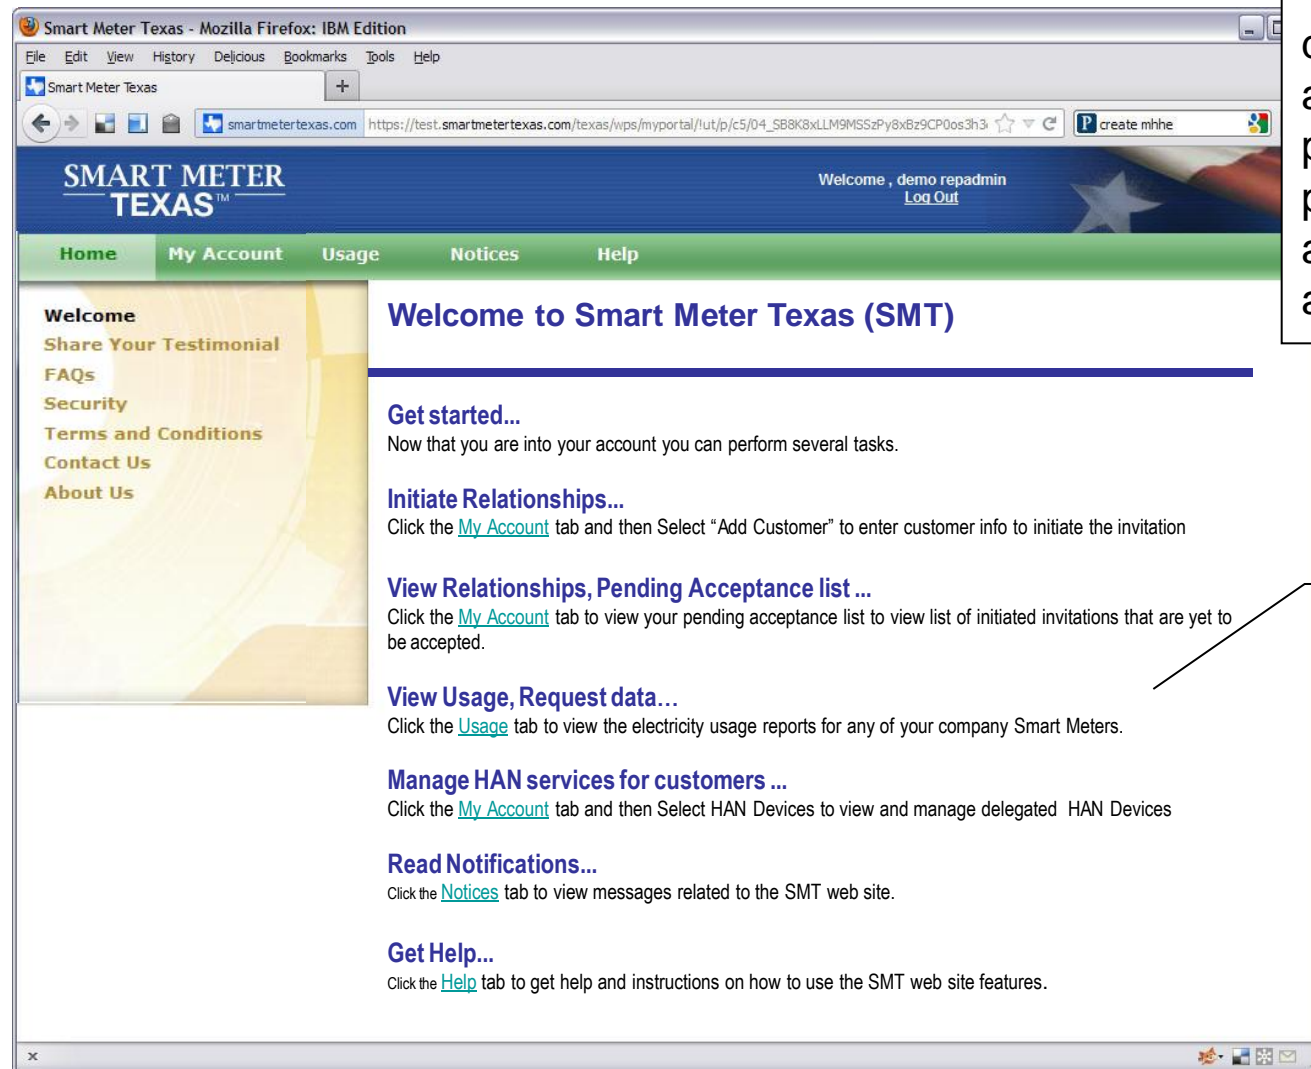 Smart Meter Texas - Mozilla Firefox: IBM Edition
File Edit View History Delicious Bookmarks Tools Help
Smart Meter Texas
smartmetertexas.com https://test.smartmetertexas.com/texas/wps/myportal/!ut/p/c5/04_SB8K8xLLM9MSSzPy8xBz9CP0os3h3 create mhhe
SMART METER
TEXAS™
Welcome , demo repadmin
Log Out
Home My Account Usage Notices Help
Welcome
Share Your Testimonial
FAQs
Security
Terms and Conditions
Contact Us
About Us
Welcome to Smart Meter Texas (SMT)
Get started...
Now that you are into your account you can perform several tasks.
Initiate Relationships...
Click the My Account tab and then Select “Add Customer” to enter customer info to initiate the invitation
View Relationships, Pending Acceptance list ...
Click the My Account tab to view your pending acceptance list to view list of initiated invitations that are yet to
be accepted.
View Usage, Request data…
Click the Usage tab to view the electricity usage reports for any of your company Smart Meters.
Manage HAN services for customers ...
Click the My Account tab and then Select HAN Devices to view and manage delegated HAN Devices
Read Notifications...
Click the Notices tab to view messages related to the SMT web site.
Get Help...
Click the Help tab to get help and instructions on how to use the SMT web site features.